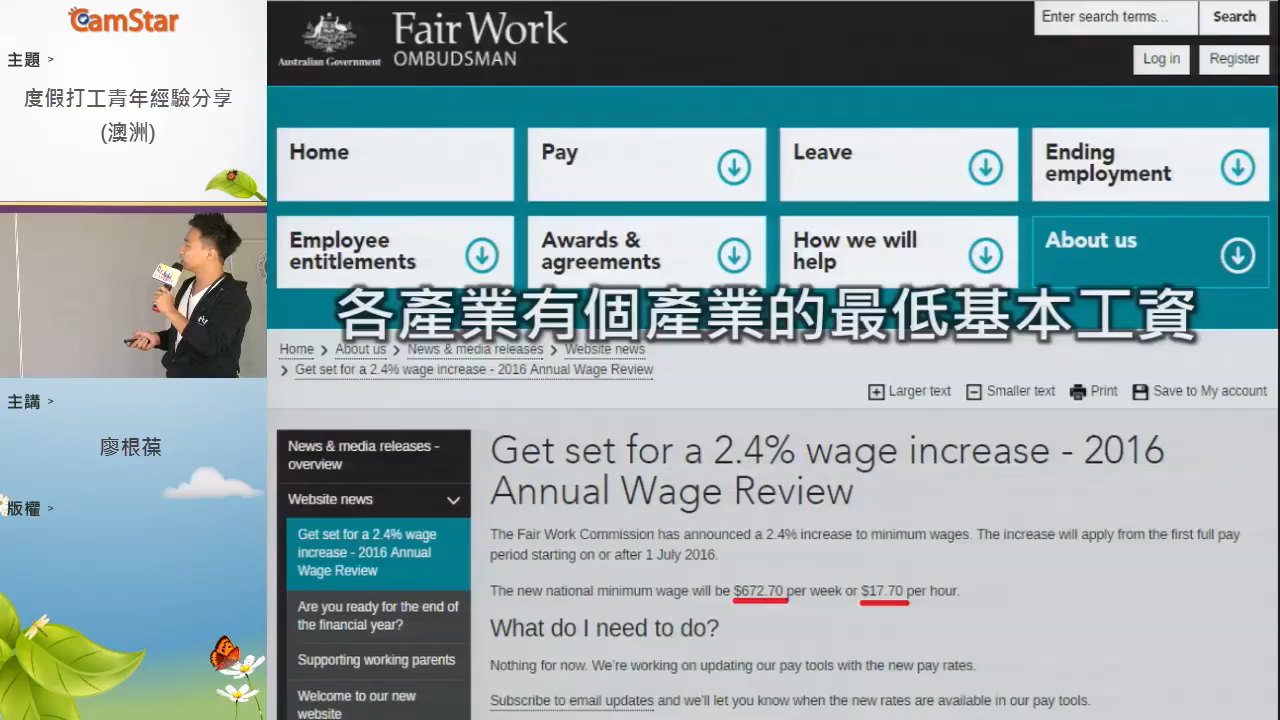 CamStar
主題 >
度假打工青年經驗分享
(澳洲)
主講 >
廖根葆
版權 >
Australian Government
Fair Work
OMBUDSMAN
Enter search terms...
Search
Log in
Register
Home
Pay
Leave
Ending
employment
Employee
entitlements
Awards &
agreements
How we will
help
About us
各產業有個產業的最低基本工資
Home > About us > News & media releases > Website news
> Get set for a 2.4% wage increase - 2016 Annual Wage Review
Larger text
Smaller text
Print
Save to My account
News & media releases -
overview
Website news
Get set for a 2.4% wage
increase - 2016 Annual
Wage Review
Are you ready for the end of
the financial year?
Supporting working parents
Welcome to our new
website
Get set for a 2.4% wage increase - 2016
Annual Wage Review
The Fair Work Commission has announced a 2.4% increase to minimum wages. The increase will apply from the first full pay
period starting on or after 1 July 2016.
The new national minimum wage will be $672.70 per week or $17.70 per hour.
What do I need to do?
Nothing for now. We're working on updating our pay tools with the new pay rates.
Subscribe to email updates and we'll let you know when the new rates are available in our pay tools.